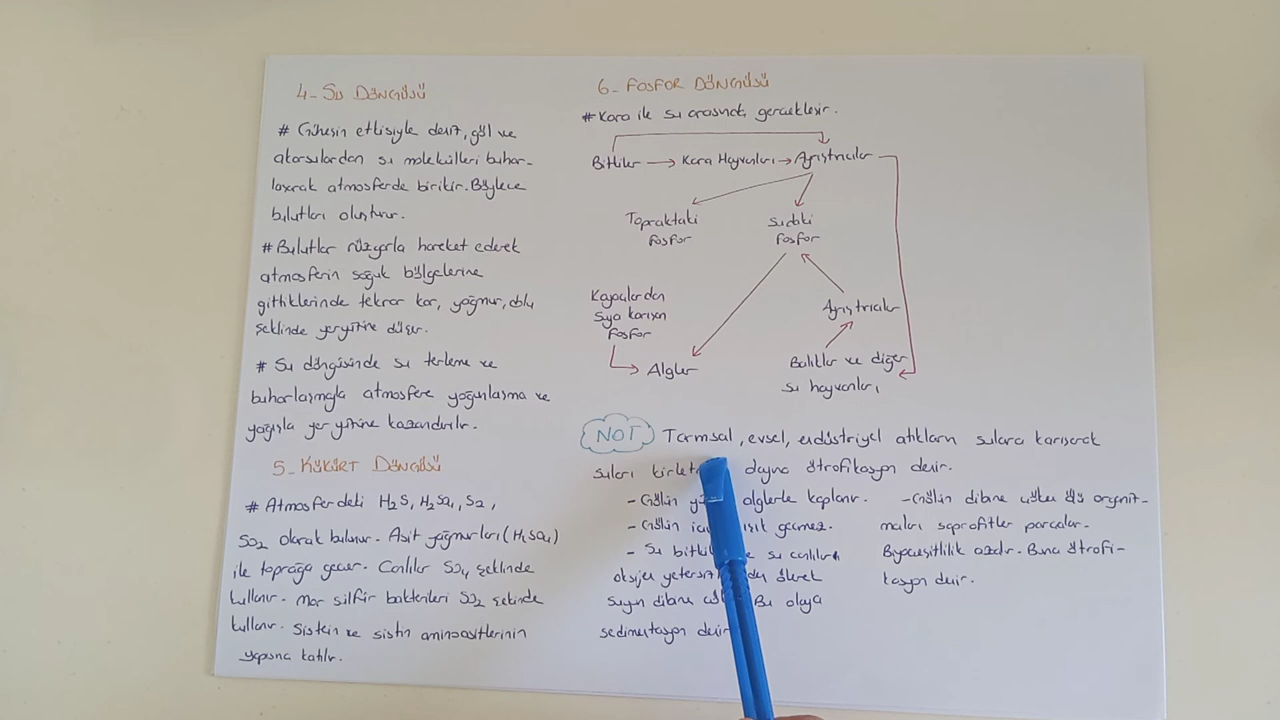 4- Su DÖNGÜSÜ
# Güneşin etkisiyle deniz, göl ve
akarsulardan su molekülleri buhar-
laşarak atmosferde birikir. Böylece
bulutları oluşturur.
# Bulutlar rüzgarla hareket ederek
atmosferin soğuk bölgelerine
gittiklerinde tekrar kar, yağmur, dolu
şeklinde yeryüzüne düşer.
# Su döngüsünde su terleme ve
buharlaşmayla atmosfere yoğunlaşma ve
yağışla yer yüzüne kazandırılır.
5- KÜKÜRT DÖNGÜSÜ
# Atmosferdeki H2S, H2SO4, S2,
SO2 olarak bulunur. Asit yağmurları (H2SO4)
ile toprağa geçer. Canlılar SO4 şeklinde
kullanır. Mor sülfür bakterileri SO2 şeklinde
kullanır. Sistein ve sistin aminoasitlerinin
yapısına katılır.
6- FOSFOR DÖNGÜSÜ
# Kara ile su arasında gerçekleşir.
Bitkiler → Kara Hayvanları → Ayrıştırıcılar
Topraktaki
fosfor
Sudaki
fosfor
Kayaçlardan
Suya karışan
fosfor
Algler
Ayrıştırıcılar
Balıklar ve diğer
su hayvanları
NOT Tarımsal, evsel, endüstriyel atıkların sulara karışarak
suları olayına ötrofikasyon denir.
- Gölün alglerle kaplanır.
- Gölün ışık geçmez.
- Su ve su canlıları
oksijen ölerek
suyun dibine Bu olaya
sedimentasyon denir
- Gölün dibine çöken ölü organiz-
maları saprofitler parçalar.
Biyoçeşitlilik azalır. Buna ötrofi-
kasyon denir.